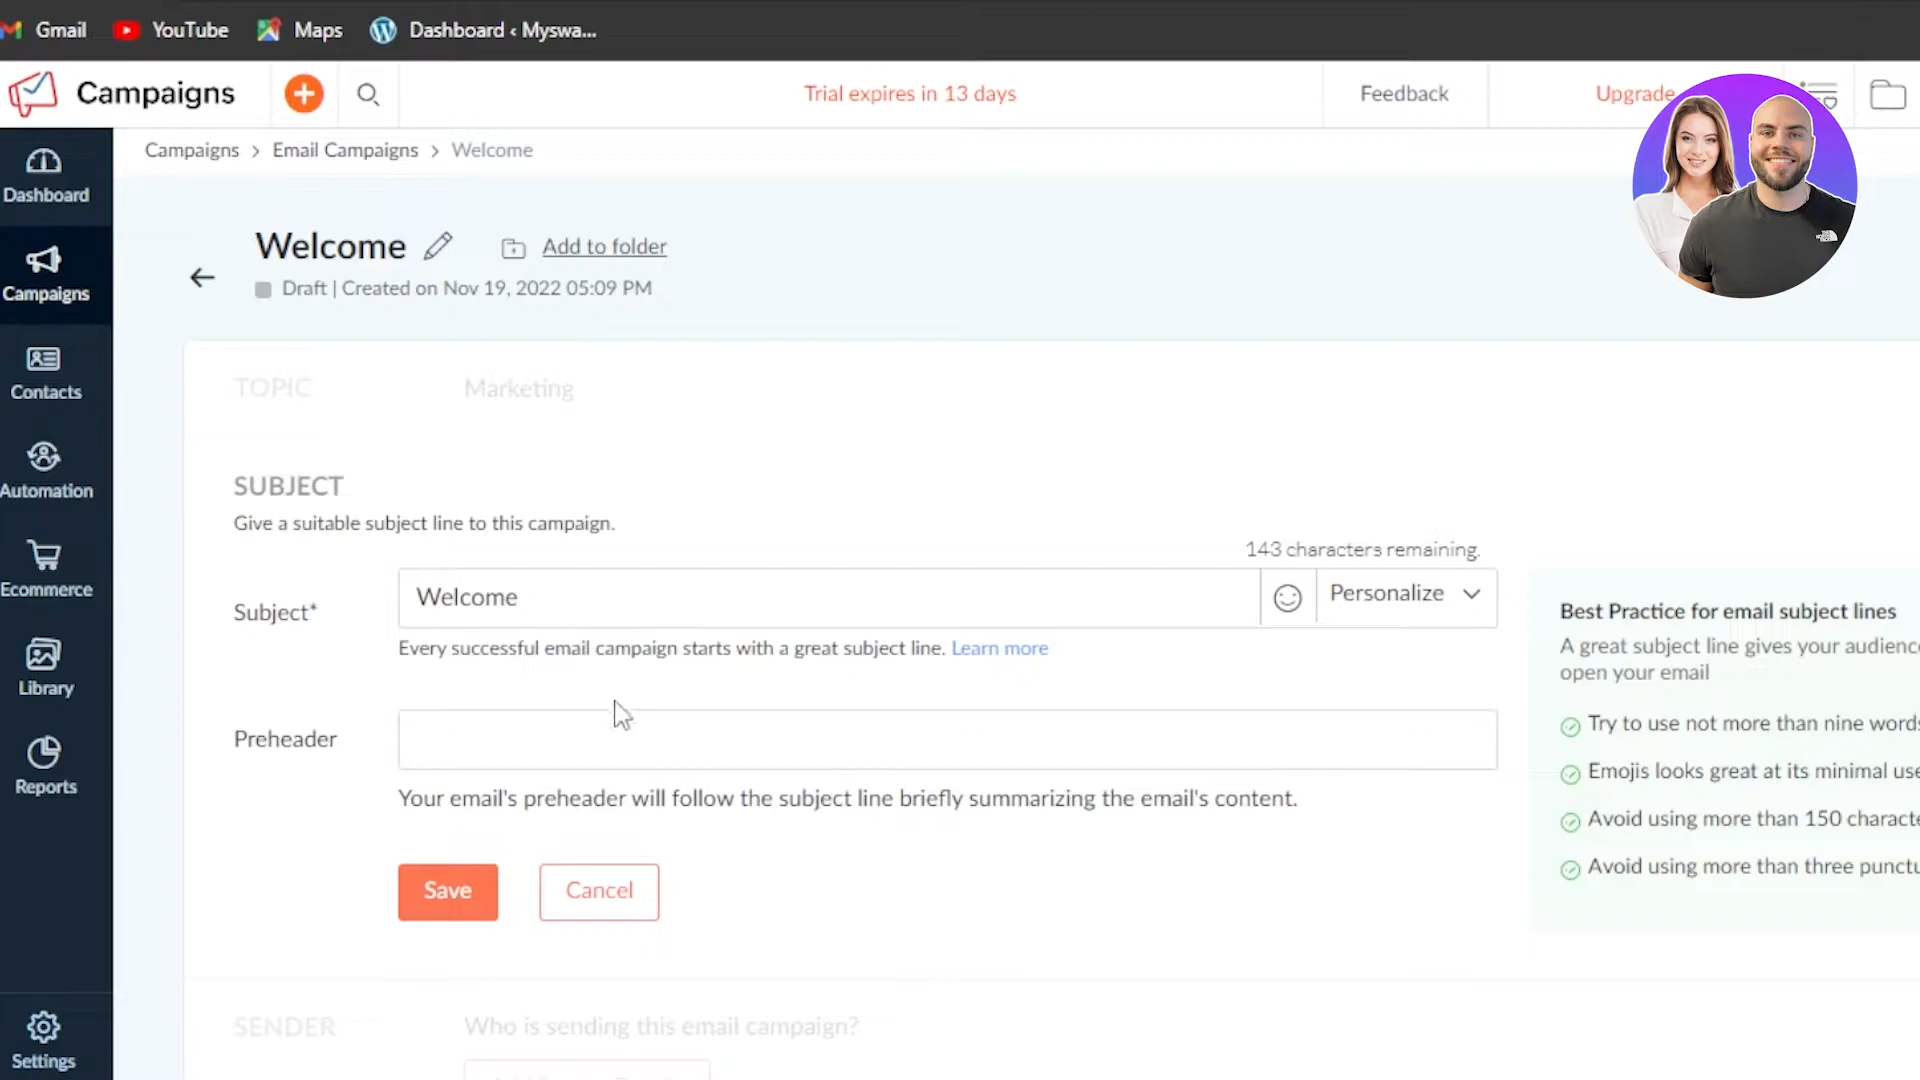 Gmail YouTube Maps Dashboard ‹ Myswa...
Campaigns Trial expires in 13 days Feedback Upgrade
Campaigns > Email Campaigns > Welcome
Dashboard
Welcome Add to folder
Draft | Created on Nov 19, 2022 05:09 PM
Campaigns
TOPIC Marketing
Contacts
Automation
SUBJECT
Give a suitable subject line to this campaign.
143 characters remaining.
Ecommerce
Subject* Welcome Personalize
Every successful email campaign starts with a great subject line. Learn more
Library
Preheader
Your email's preheader will follow the subject line briefly summarizing the email's content.
Reports
Save Cancel
Best Practice for email subject lines
A great subject line gives your audience
open your email
Try to use not more than nine words
Emojis looks great at its minimal use
Avoid using more than 150 characte
Avoid using more than three punctu
SENDER Who is sending this email campaign?
Settings